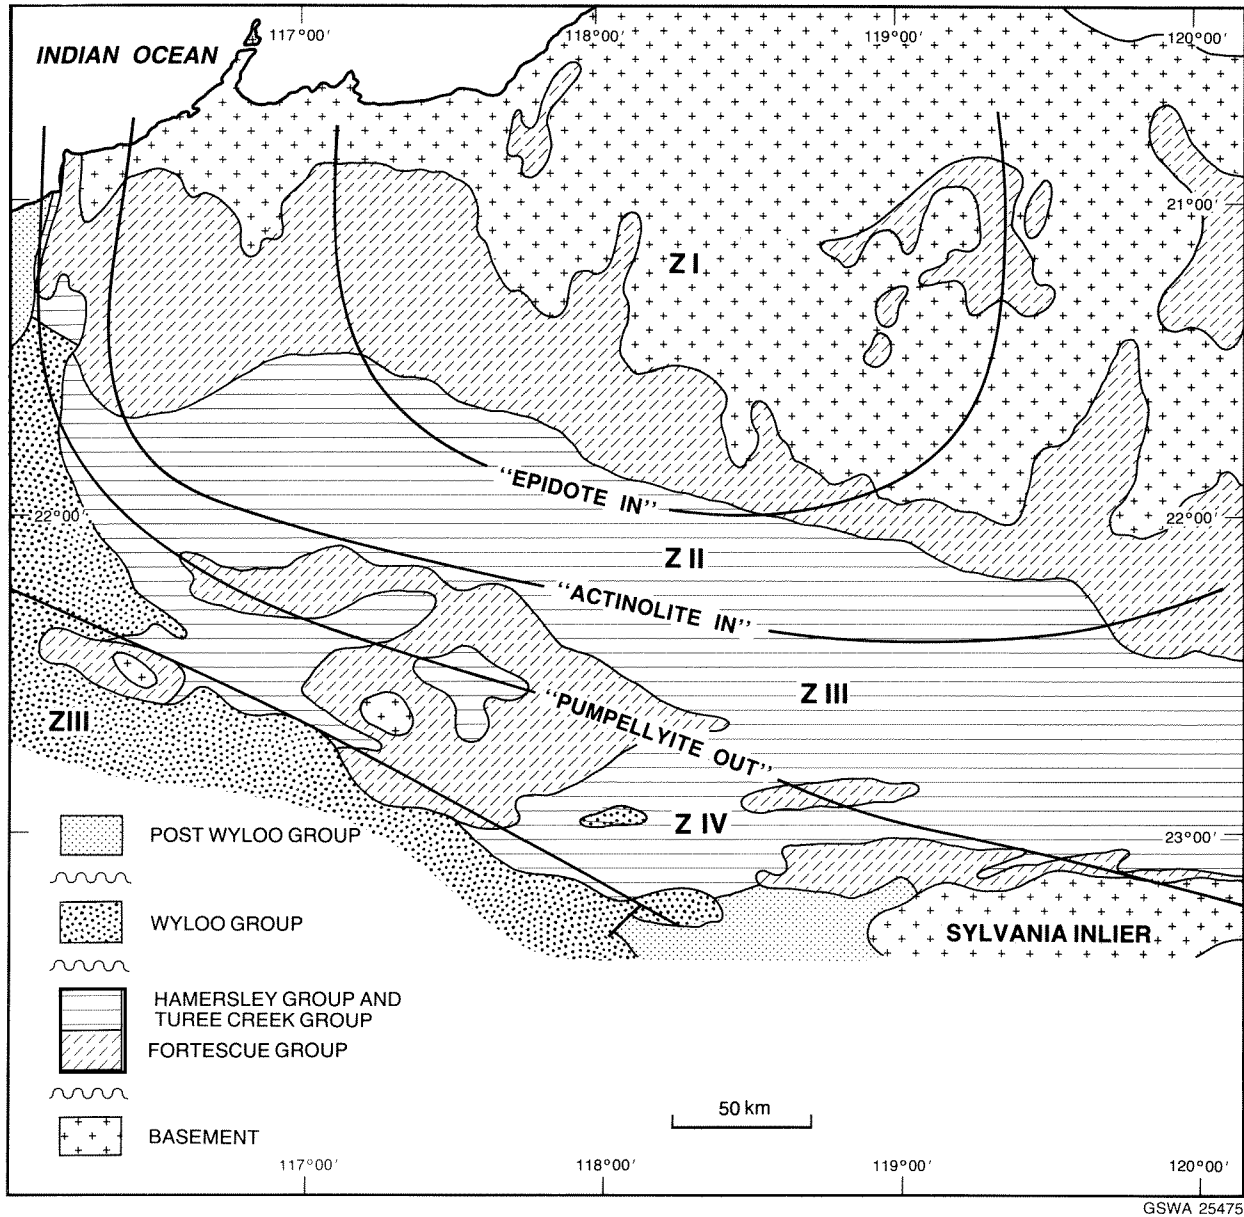 117°00′
118°00′
119°00′
120°00′
INDIAN OCEAN
21°00′
Z I
“EPIDOTE IN”
22°00′
22°00′
Z II
“ACTINOLITE IN”
Z III
ZIII
“PUMPELLYITE OUT”
Z IV
23°00′
POST WYLOO GROUP
WYLOO GROUP
SYLVANIA INLIER
HAMERSLEY GROUP AND
TUREE CREEK GROUP
FORTESCUE GROUP
50 km
BASEMENT
117°00′
118°00′
119°00′
120°00′
GSWA 25475